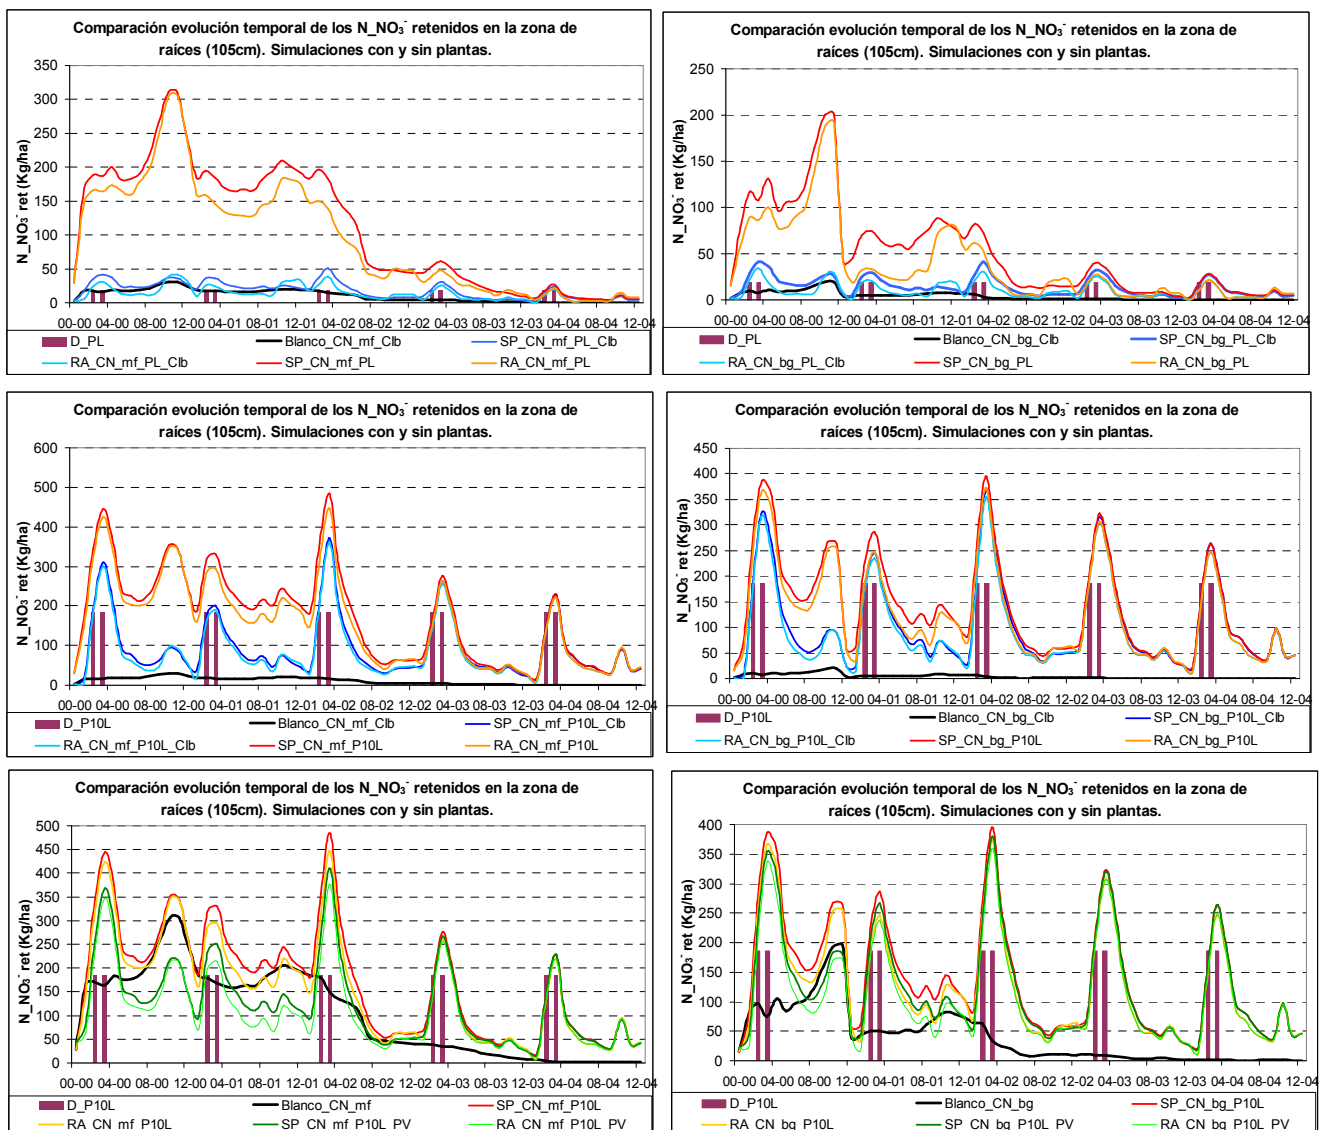 Comparación evolución temporal de los N_NO₃⁻ retenidos en la zona de
raíces (105cm). Simulaciones con y sin plantas.
N_NO₃⁻ ret (Kg/ha)
350
300
250
200
150
100
50
0
00-00 04-00 08-00 12-00 04-01 08-01 12-01 04-02 08-02 12-02 04-03 08-03 12-03 04-04 08-04 12-04
D_PL Blanco_CN_mf_Clb SP_CN_mf_PL_Clb
RA_CN_mf_PL_Clb SP_CN_mf_PL RA_CN_mf_PL
Comparación evolución temporal de los N_NO₃⁻ retenidos en la zona de
raíces (105cm). Simulaciones con y sin plantas.
N_NO₃⁻ ret (Kg/ha)
250
200
150
100
50
0
00-00 04-00 08-00 12-00 04-01 08-01 12-01 04-02 08-02 12-02 04-03 08-03 12-03 04-04 08-04 12-04
D_PL Blanco_CN_bg_Clb SP_CN_bg_PL_Clb
RA_CN_bg_PL_Clb SP_CN_bg_PL RA_CN_bg_PL
Comparación evolución temporal de los N_NO₃⁻ retenidos en la zona de
raíces (105cm). Simulaciones con y sin plantas.
N_NO₃⁻ ret (Kg/ha)
600
500
400
300
200
100
0
00-00 04-00 08-00 12-00 04-01 08-01 12-01 04-02 08-02 12-02 04-03 08-03 12-03 04-04 08-04 12-04
D_P10L Blanco_CN_mf_Clb SP_CN_mf_P10L_Clb
RA_CN_mf_P10L_Clb SP_CN_mf_P10L RA_CN_mf_P10L
Comparación evolución temporal de los N_NO₃⁻ retenidos en la zona de
raíces (105cm). Simulaciones con y sin plantas.
N_NO₃⁻ ret (Kg/ha)
450
400
350
300
250
200
150
100
50
0
00-00 04-00 08-00 12-00 04-01 08-01 12-01 04-02 08-02 12-02 04-03 08-03 12-03 04-04 08-04 12-04
D_P10L Blanco_CN_bg_Clb SP_CN_bg_P10L_Clb
RA_CN_bg_P10L_Clb SP_CN_bg_P10L RA_CN_bg_P10L
Comparación evolución temporal de los N_NO₃⁻ retenidos en la zona de
raíces (105cm). Simulaciones con y sin plantas.
N_NO₃⁻ ret (Kg/ha)
500
450
400
350
300
250
200
150
100
50
0
00-00 04-00 08-00 12-00 04-01 08-01 12-01 04-02 08-02 12-02 04-03 08-03 12-03 04-04 08-04 12-04
D_P10L Blanco_CN_mf SP_CN_mf_P10L
RA_CN_mf_P10L SP_CN_mf_P10L_PV RA_CN_mf_P10L_PV
Comparación evolución temporal de los N_NO₃⁻ retenidos en la zona de
raíces (105cm). Simulaciones con y sin plantas.
N_NO₃⁻ ret (Kg/ha)
400
350
300
250
200
150
100
50
0
00-00 04-00 08-00 12-00 04-01 08-01 12-01 04-02 08-02 12-02 04-03 08-03 12-03 04-04 08-04 12-04
D_P10L Blanco_CN_bg SP_CN_bg_P10L
RA_CN_bg_P10L SP_CN_bg_P10L_PV RA_CN_bg_P10L_PV